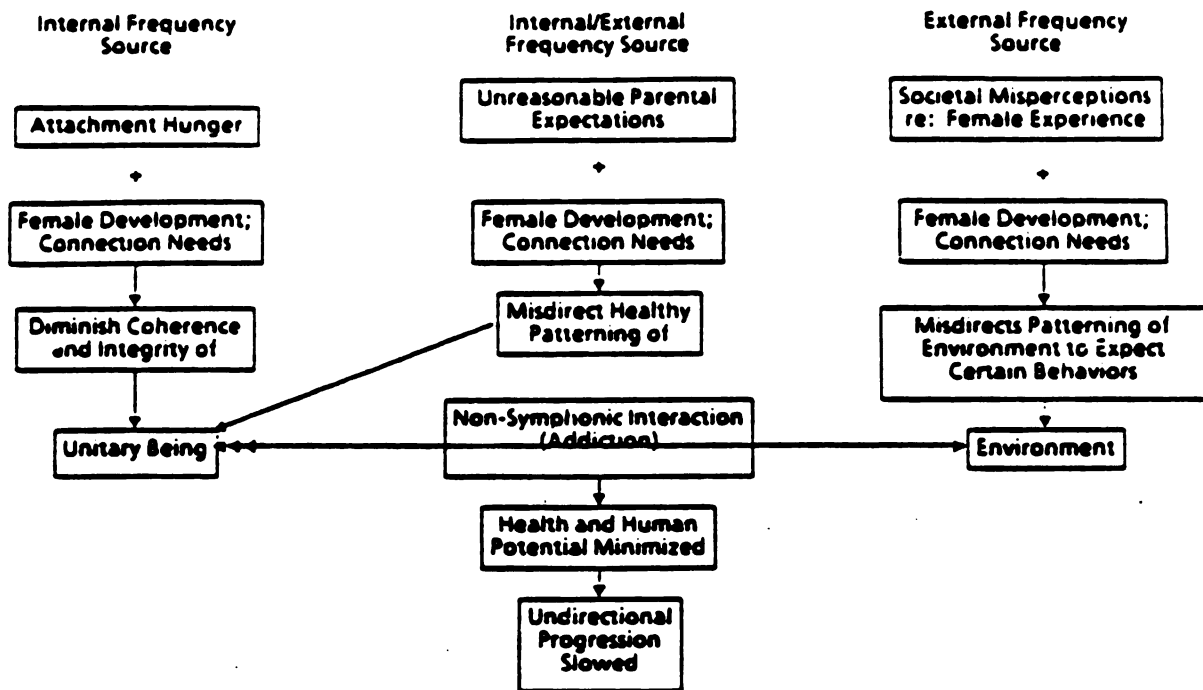 Internal Frequency
Source
Internal/External
Frequency Source
External Frequency
Source
Attachment Hunger
+
Female Development;
Connection Needs
Diminish Coherence
and Integrity of
Unitary Being
Unreasonable Parental
Expectations
+
Female Development;
Connection Needs
Misdirect Healthy
Patterning of
Non-Symphonic Interaction
(Addiction)
Health and Human
Potential Minimized
Undirectional
Progression
Slowed
Societal Misperceptions
re: Female Experience
+
Female Development;
Connection Needs
Misdirects Patterning of
Environment to Expect
Certain Behaviors
Environment